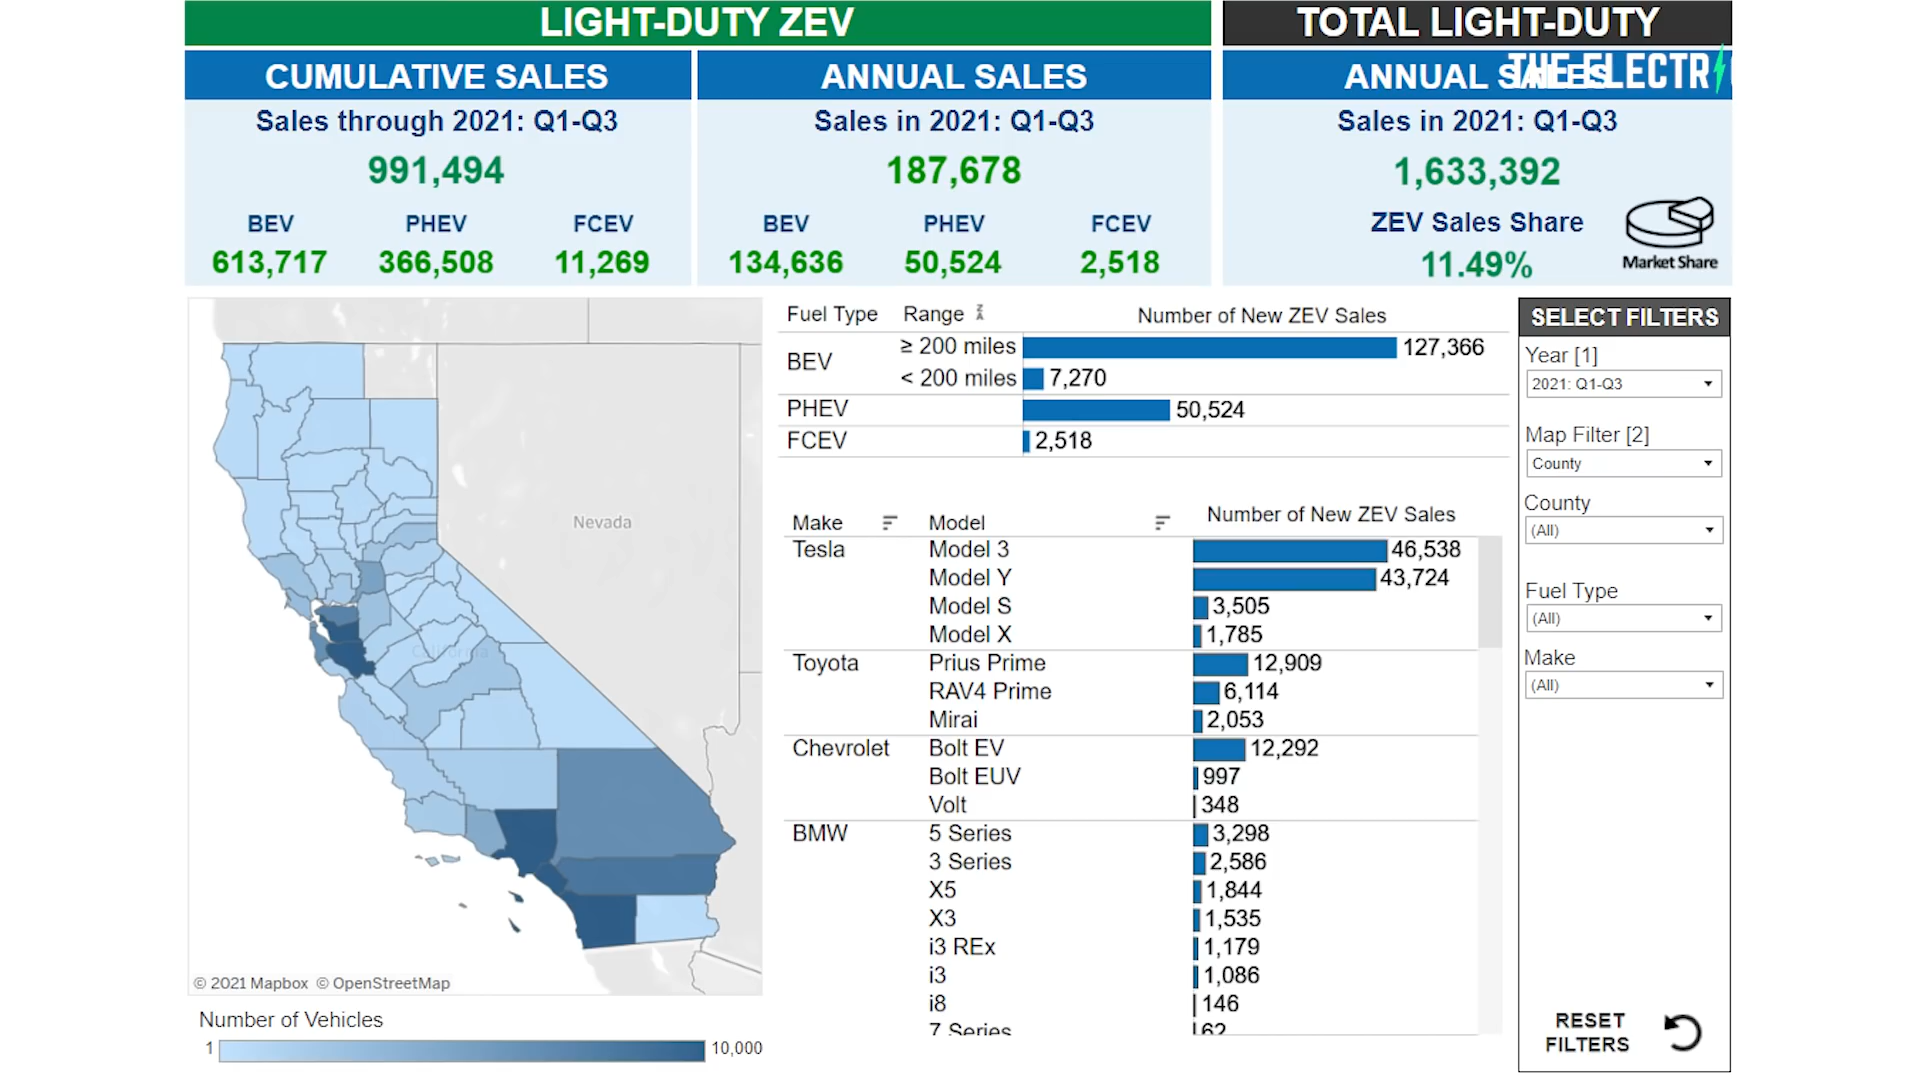 LIGHT-DUTY ZEV
TOTAL LIGHT-DUTY
CUMULATIVE SALES
ANNUAL SALES
ANNUAL SALES
THE ELECTR
Sales through 2021: Q1-Q3
Sales in 2021: Q1-Q3
Sales in 2021: Q1-Q3
991,494
187,678
1,633,392
BEV PHEV FCEV
BEV PHEV FCEV
ZEV Sales Share
613,717 366,508 11,269
134,636 50,524 2,518
11.49%
Market Share
Nevada
California
© 2021 Mapbox © OpenStreetMap
Number of Vehicles
1 10,000
Fuel Type Range Number of New ZEV Sales
BEV
≥ 200 miles 127,366
< 200 miles 7,270
PHEV 50,524
FCEV 2,518
Make Model Number of New ZEV Sales
Tesla Model 3 46,538
Model Y 43,724
Model S 3,505
Model X 1,785
Toyota Prius Prime 12,909
RAV4 Prime 6,114
Mirai 2,053
Chevrolet Bolt EV 12,292
Bolt EUV 997
Volt 348
BMW 5 Series 3,298
3 Series 2,586
X5 1,844
X3 1,535
i3 REx 1,179
i3 1,086
i8 146
7 Series 62
SELECT FILTERS
Year [1]
2021: Q1-Q3
Map Filter [2]
County
County
(All)
Fuel Type
(All)
Make
(All)
RESET
FILTERS